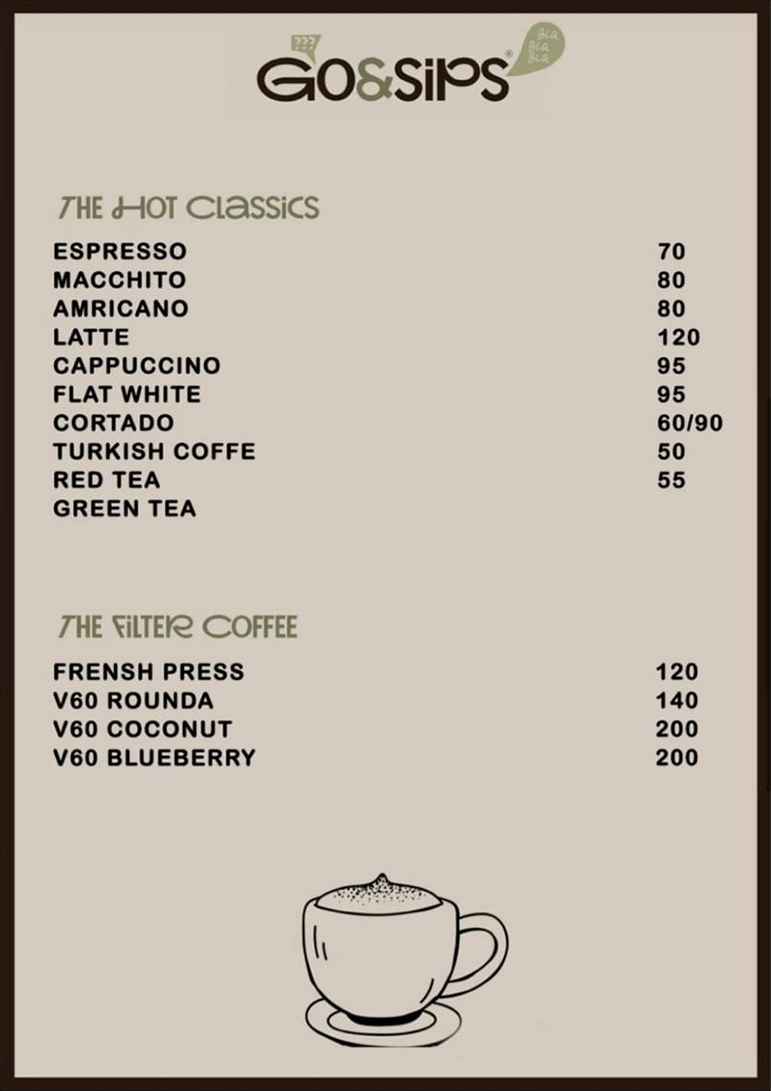 ???
GO&SiPS®
BLa
BLa
BLa
THE HOT CLassiCS
ESPRESSO 70
MACCHITO 80
AMRICANO 80
LATTE 120
CAPPUCCINO 95
FLAT WHITE 95
CORTADO 60/90
TURKISH COFFE 50
RED TEA 55
GREEN TEA
THE FiLTER COFFEE
FRENSH PRESS 120
V60 ROUNDA 140
V60 COCONUT 200
V60 BLUEBERRY 200